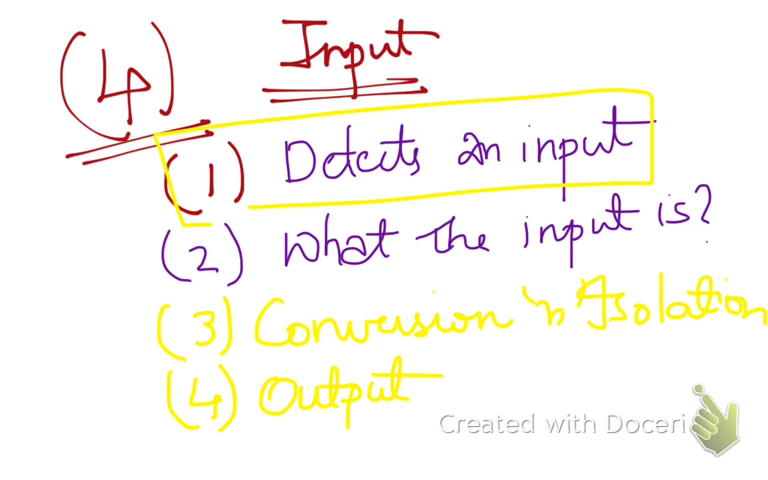 (4) Input
(1) Detects an input
(2) What the input is?
(3) Conversion & Isolation
(4) Output
Created with Doceri